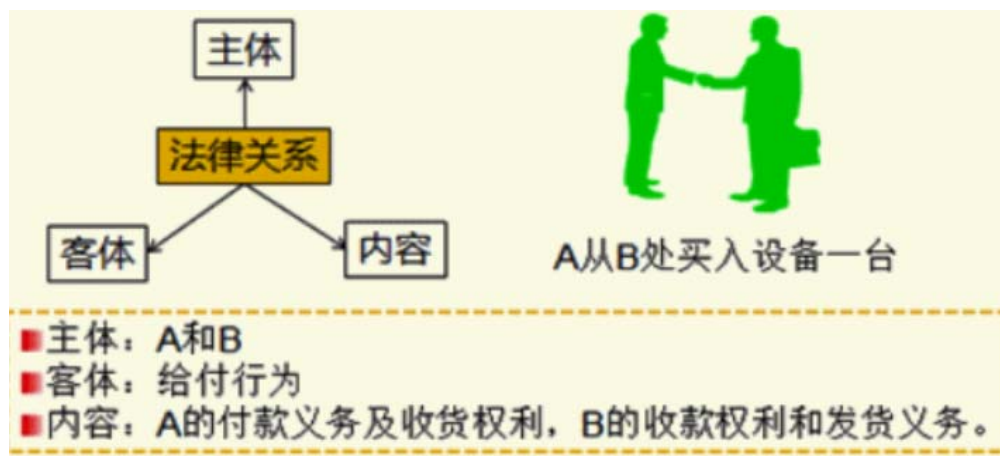 主体
法律关系
客体
内容
A从B处买入设备一台
主体：A和B
客体：给付行为
内容：A的付款义务及收货权利，B的收款权利和发货义务。